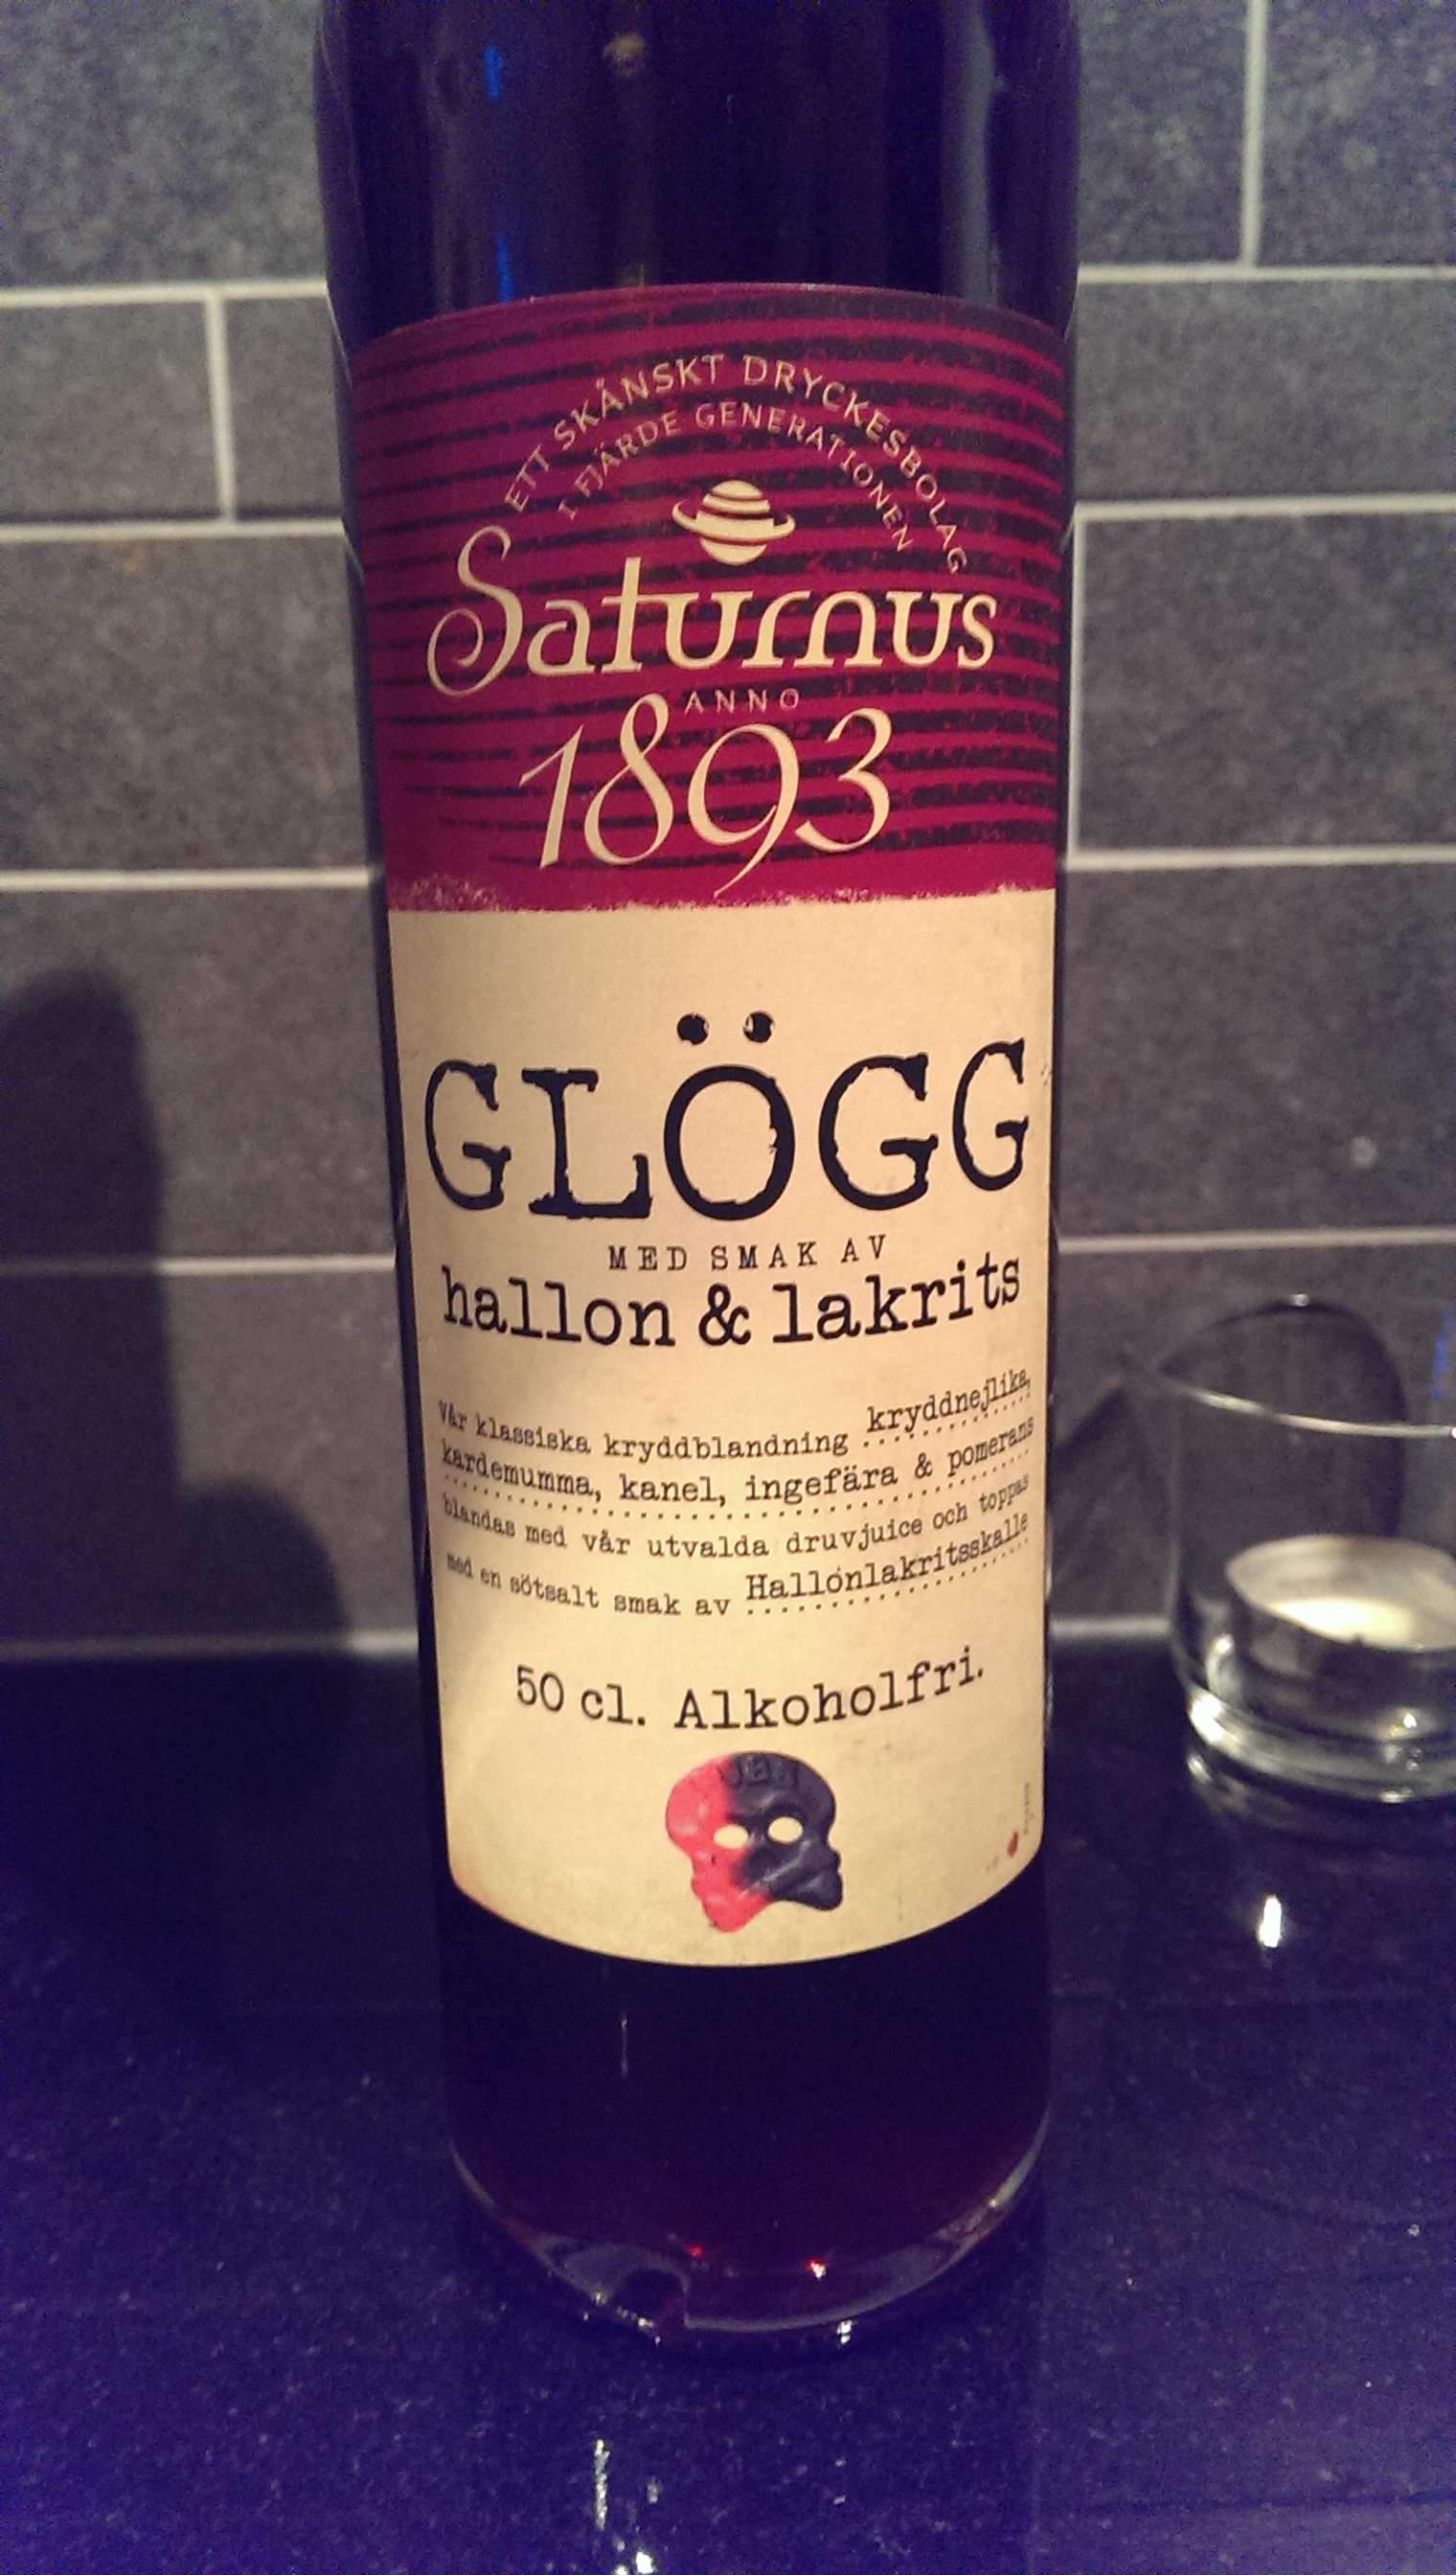 ETT SKÅNSKT DRYCKESBOLAG
I FJÄRDE GENERATIONEN
Saturnus
ANNO
1893
GLÖGG
MED SMAK AV
hallon & lakrits
Vår klassiska kryddblandning kryddnejlika,
kardemumma, kanel, ingefära & pomerans
blandas med vår utvalda druvjuice och toppas
med en sötsalt smak av Hallonlakritsskalle
50 cl. Alkoholfri.